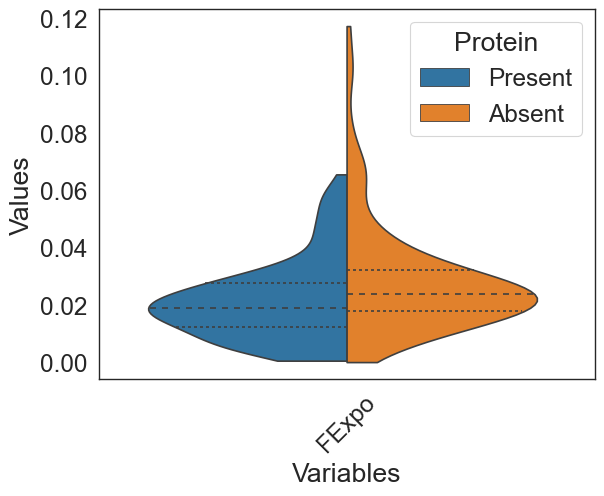 0.12
0.10
0.08
0.06
0.04
0.02
0.00
Values
Protein
Present
Absent
FExpo
Variables